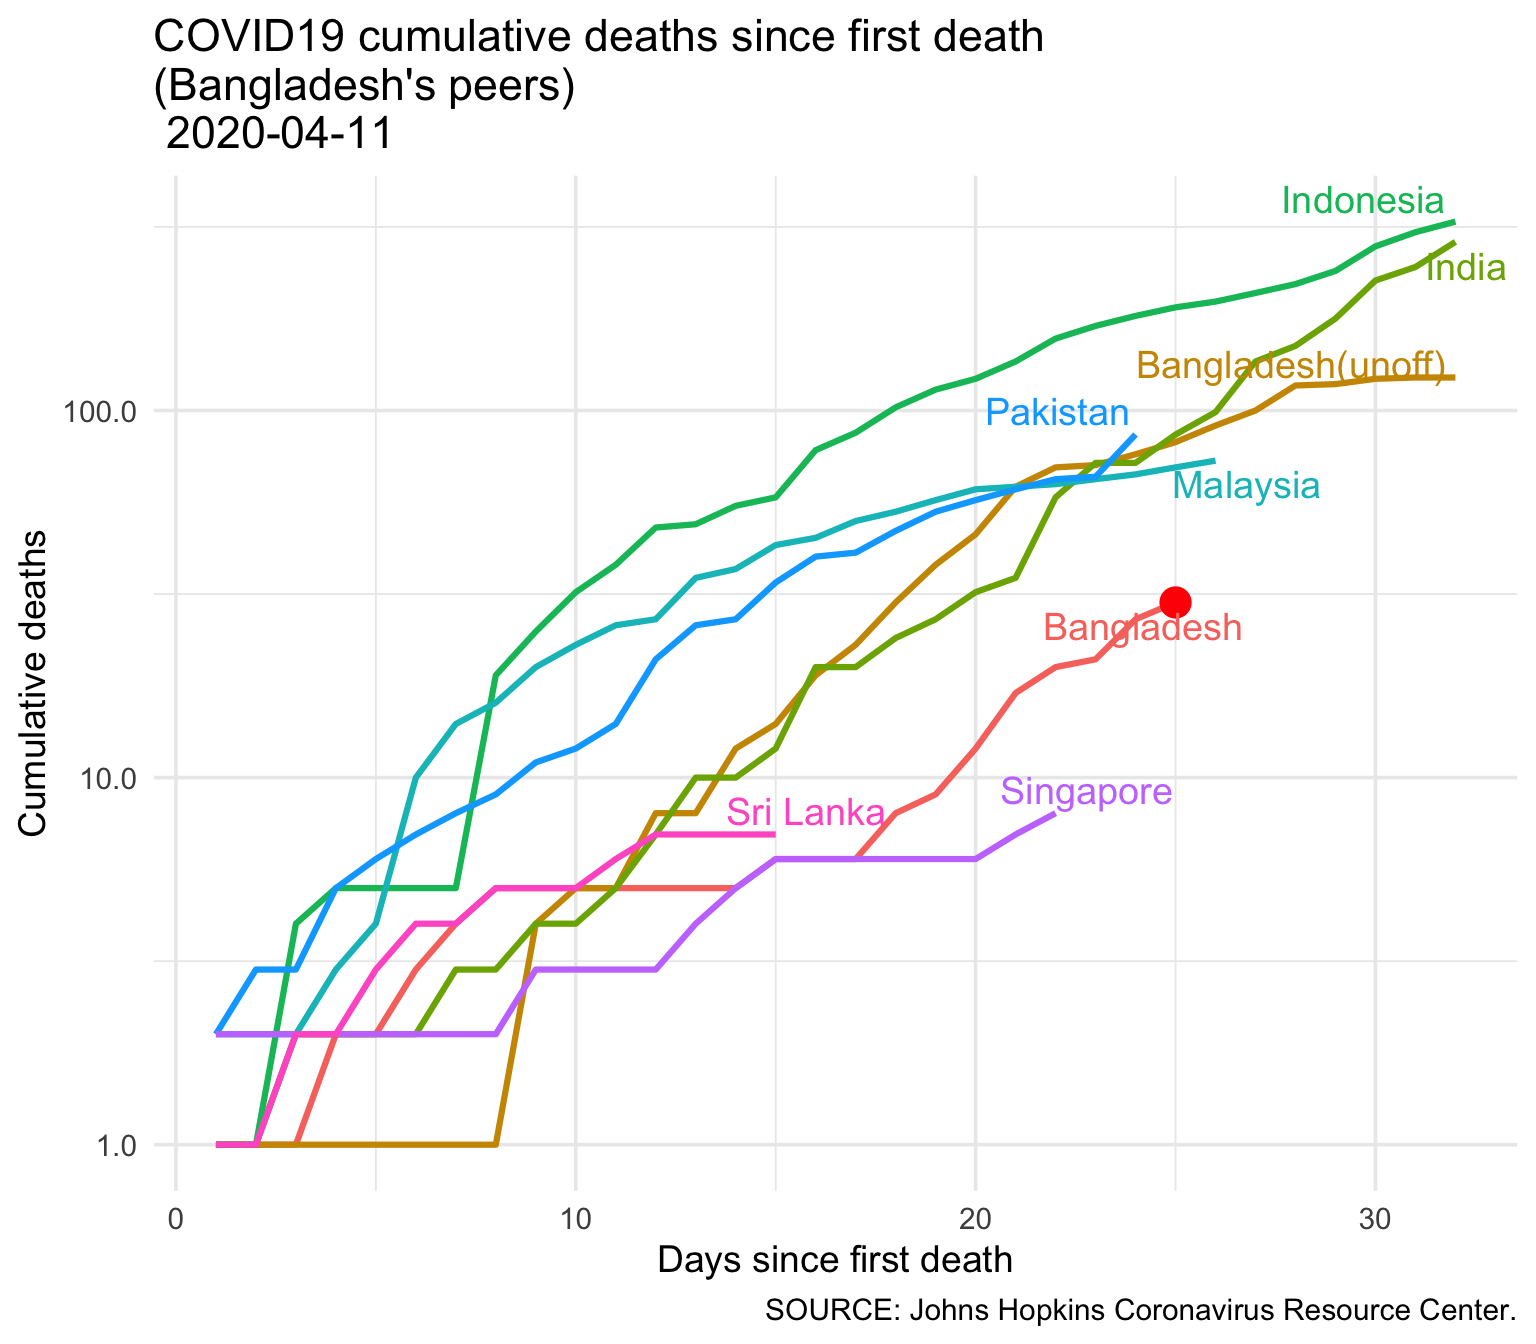 COVID19 cumulative deaths since first death
(Bangladesh's peers)
2020-04-11
Indonesia
India
Bangladesh(unoff)
Pakistan
100.0
Malaysia
Bangladesh
Singapore
10.0
Sri Lanka
1.0
Cumulative deaths
0 10 20 30
Days since first death
SOURCE: Johns Hopkins Coronavirus Resource Center.